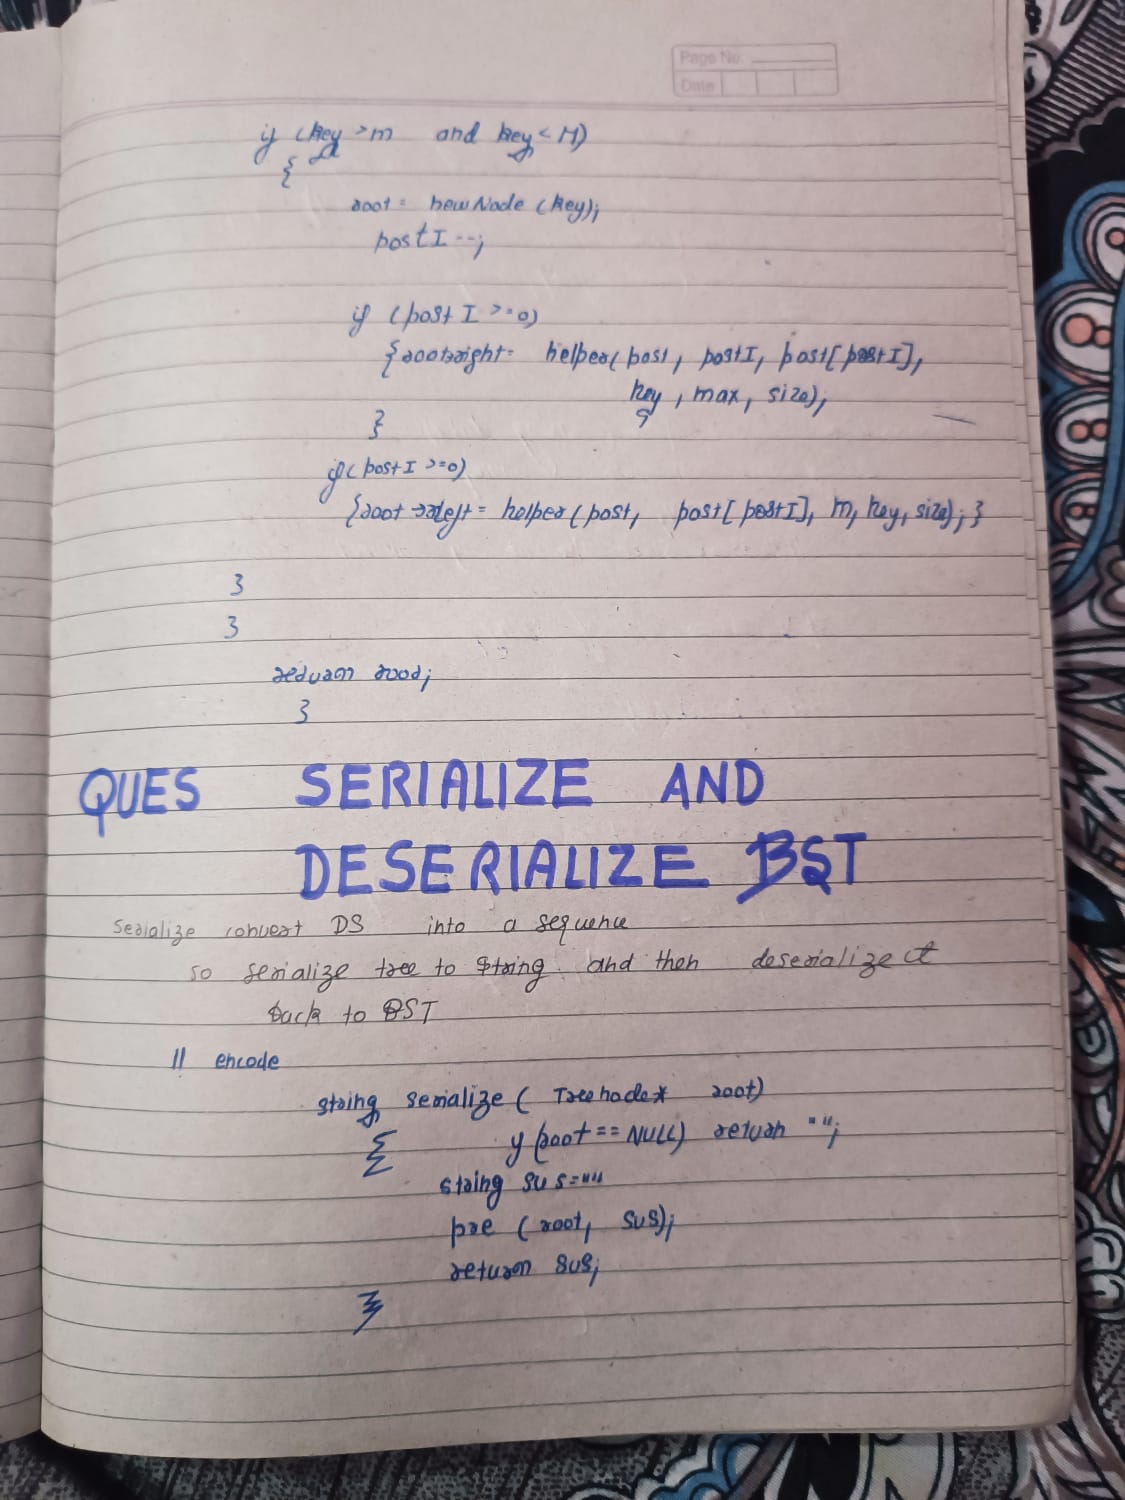 Page No.
Date
if (key > m and key < M)
{
root = newNode (key);
postI --;
if (post I >= 0)
{root→right = helper( post, postI, post[postI],
key, max, size);
}
if( postI >= 0)
{root →left = helper (post, post[postI], m, key, size); }
}
}
return root;
}
QUES SERIALIZE AND
DESERIALIZE BST
Serialize convert DS into a sequence
so serialize tree to string and then deserialize it
back to BST
// encode
string serialize ( Treenode* root)
{ if (root == NULL) return "";
string sus=""
pre (root, sus);
return sus;
}